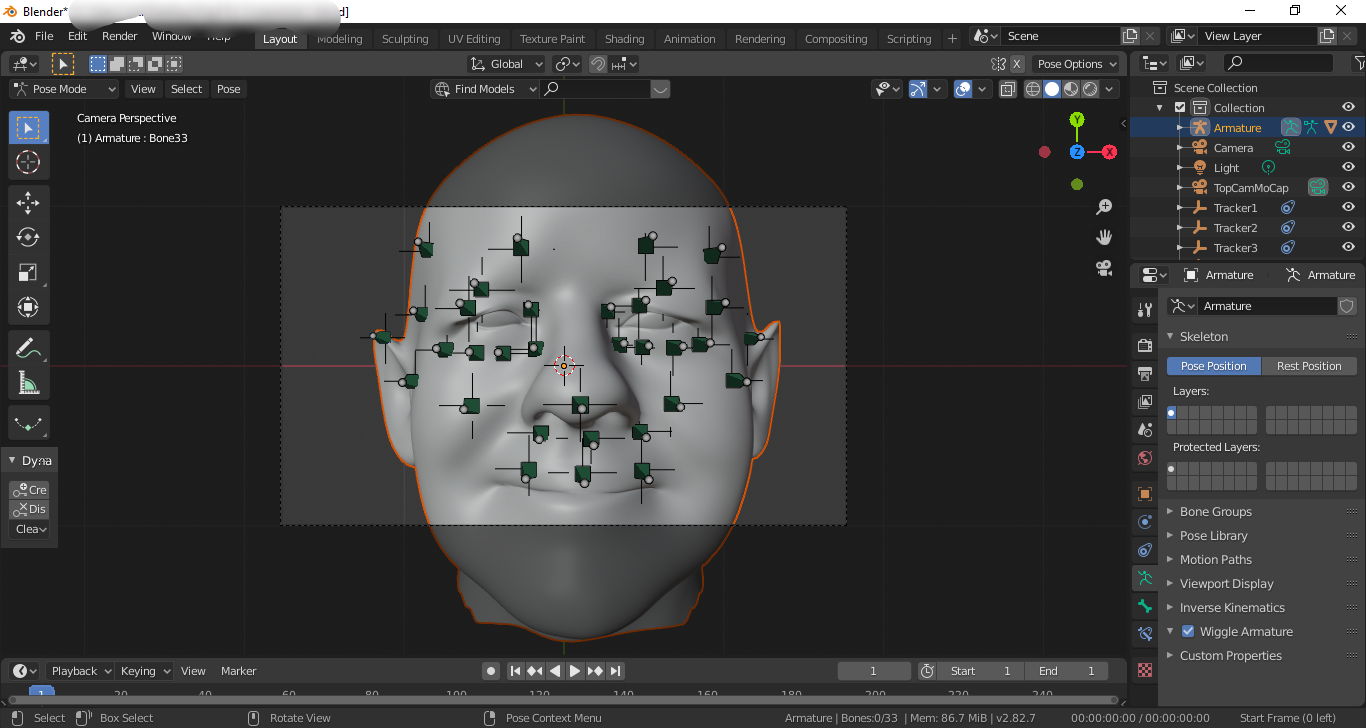 Blender*
]
File Edit Render Window Help
Layout Modeling Sculpting UV Editing Texture Paint Shading Animation Rendering Compositing Scripting +
Scene
View Layer
Global
X
Pose Options
Pose Mode View Select Pose
Find Models
Scene Collection
Collection
Armature
Camera
Light
TopCamMoCap
Tracker1
Tracker2
Tracker3
Camera Perspective
(1) Armature : Bone33
Y
Z
X
Armature Armature
Armature
Skeleton
Pose Position Rest Position
Layers:
Protected Layers:
Bone Groups
Pose Library
Motion Paths
Viewport Display
Inverse Kinematics
Wiggle Armature
Custom Properties
Dyna
Cre
Dis
Clea
Playback Keying View Marker
1 Start 1 End 1
1 20 40 60 80 100 120 140 160 180 200 220 240
Select Box Select Rotate View Pose Context Menu
Armature | Bones:0/33 | Mem: 86.7 MiB | v2.82.7 00:00:00:00 / 00:00:00:00 Start Frame (0 left)